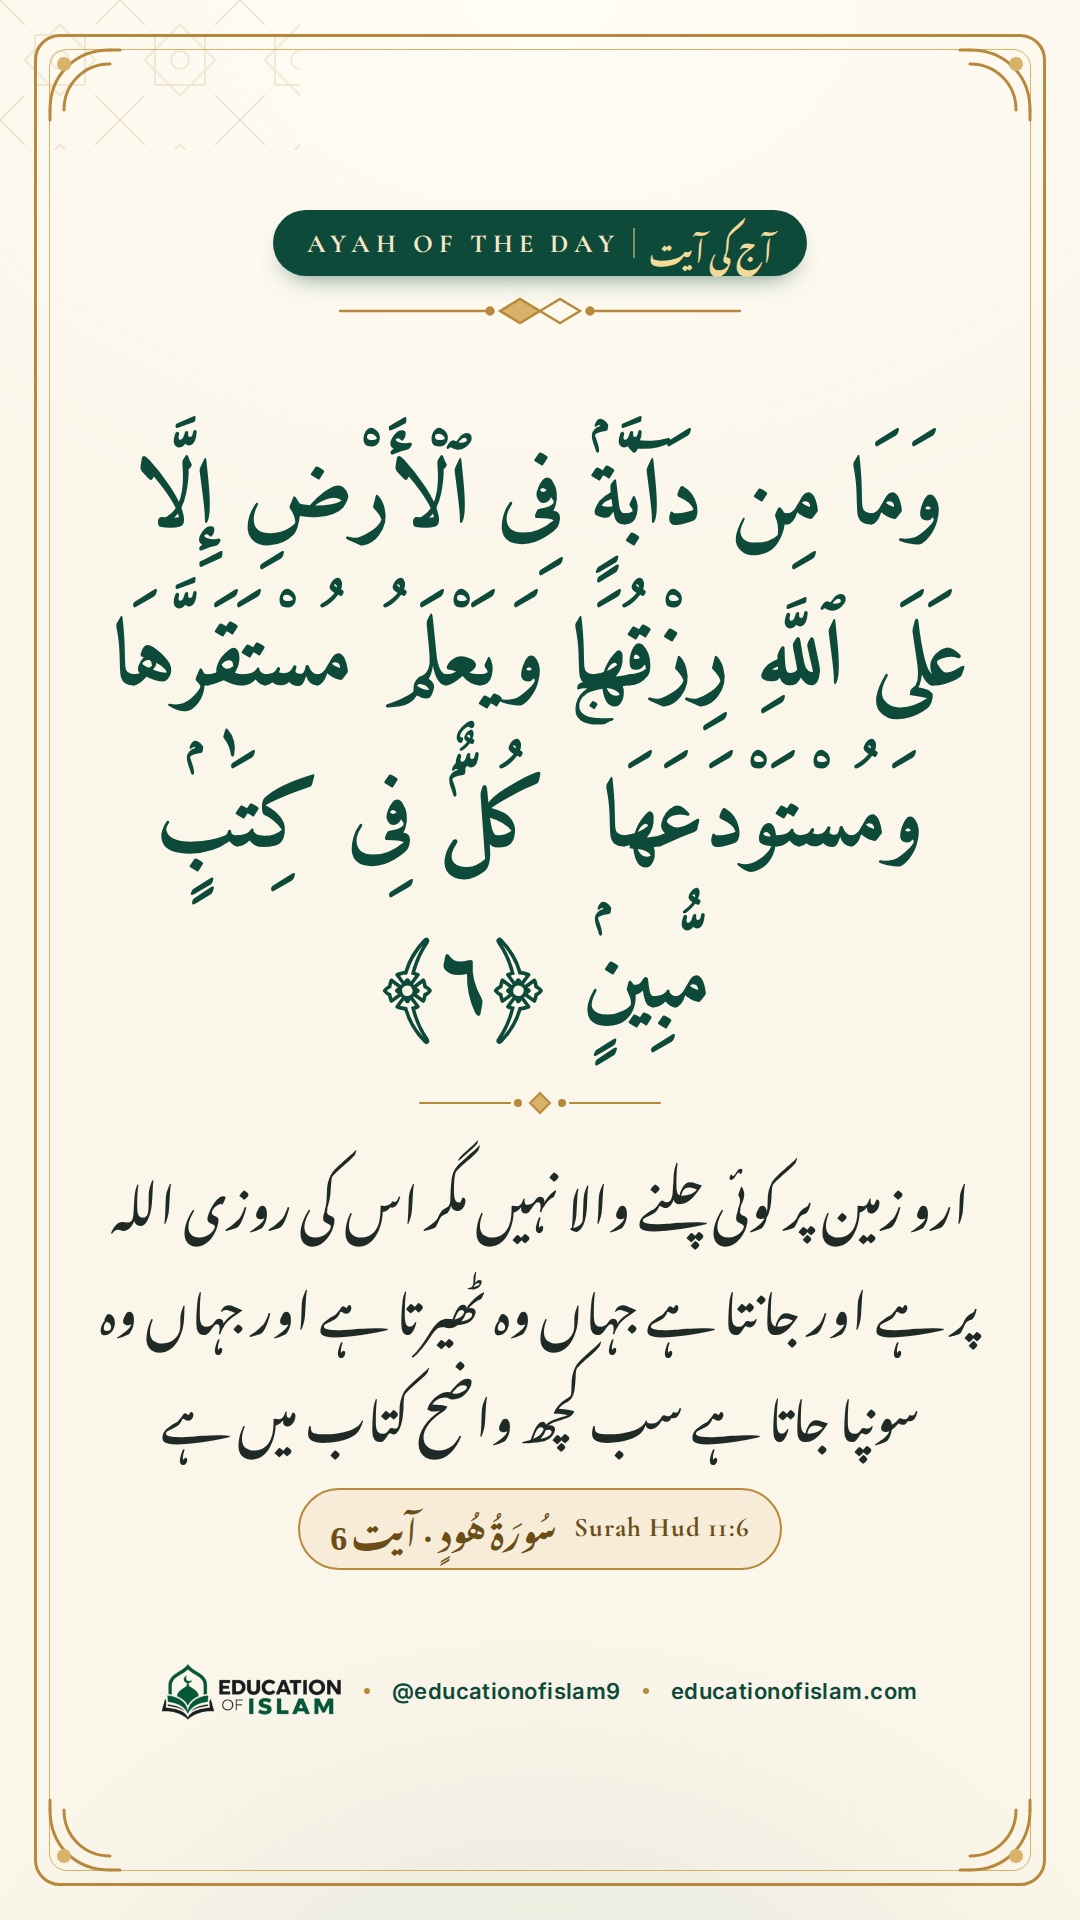 AYAH OF THE DAY | آج کی آیت
وَمَا مِن دَآبَّةٍۢ فِى ٱلْأَرْضِ إِلَّا
عَلَى ٱللَّهِ رِزْقُهَا وَيَعْلَمُ مُسْتَقَرَّهَا
وَمُسْتَوْدَعَهَا ۚ كُلٌّۭ فِى كِتَـٰبٍۢ
مُّبِينٍۢ ﴿٦﴾
ارو زمین پر کوئی چلنے والا نہیں مگر اس کی روزی اللہ
پر ہے اور جانتا ہے جہاں وہ ٹھیرتا ہے اور جہاں وہ
سونپا جاتا ہے سب کچھ واضح کتاب میں ہے
سُورَةُ هُودٍ · آیت 6 Surah Hud 11:6
EDUCATION OF ISLAM • @educationofislam9 • educationofislam.com